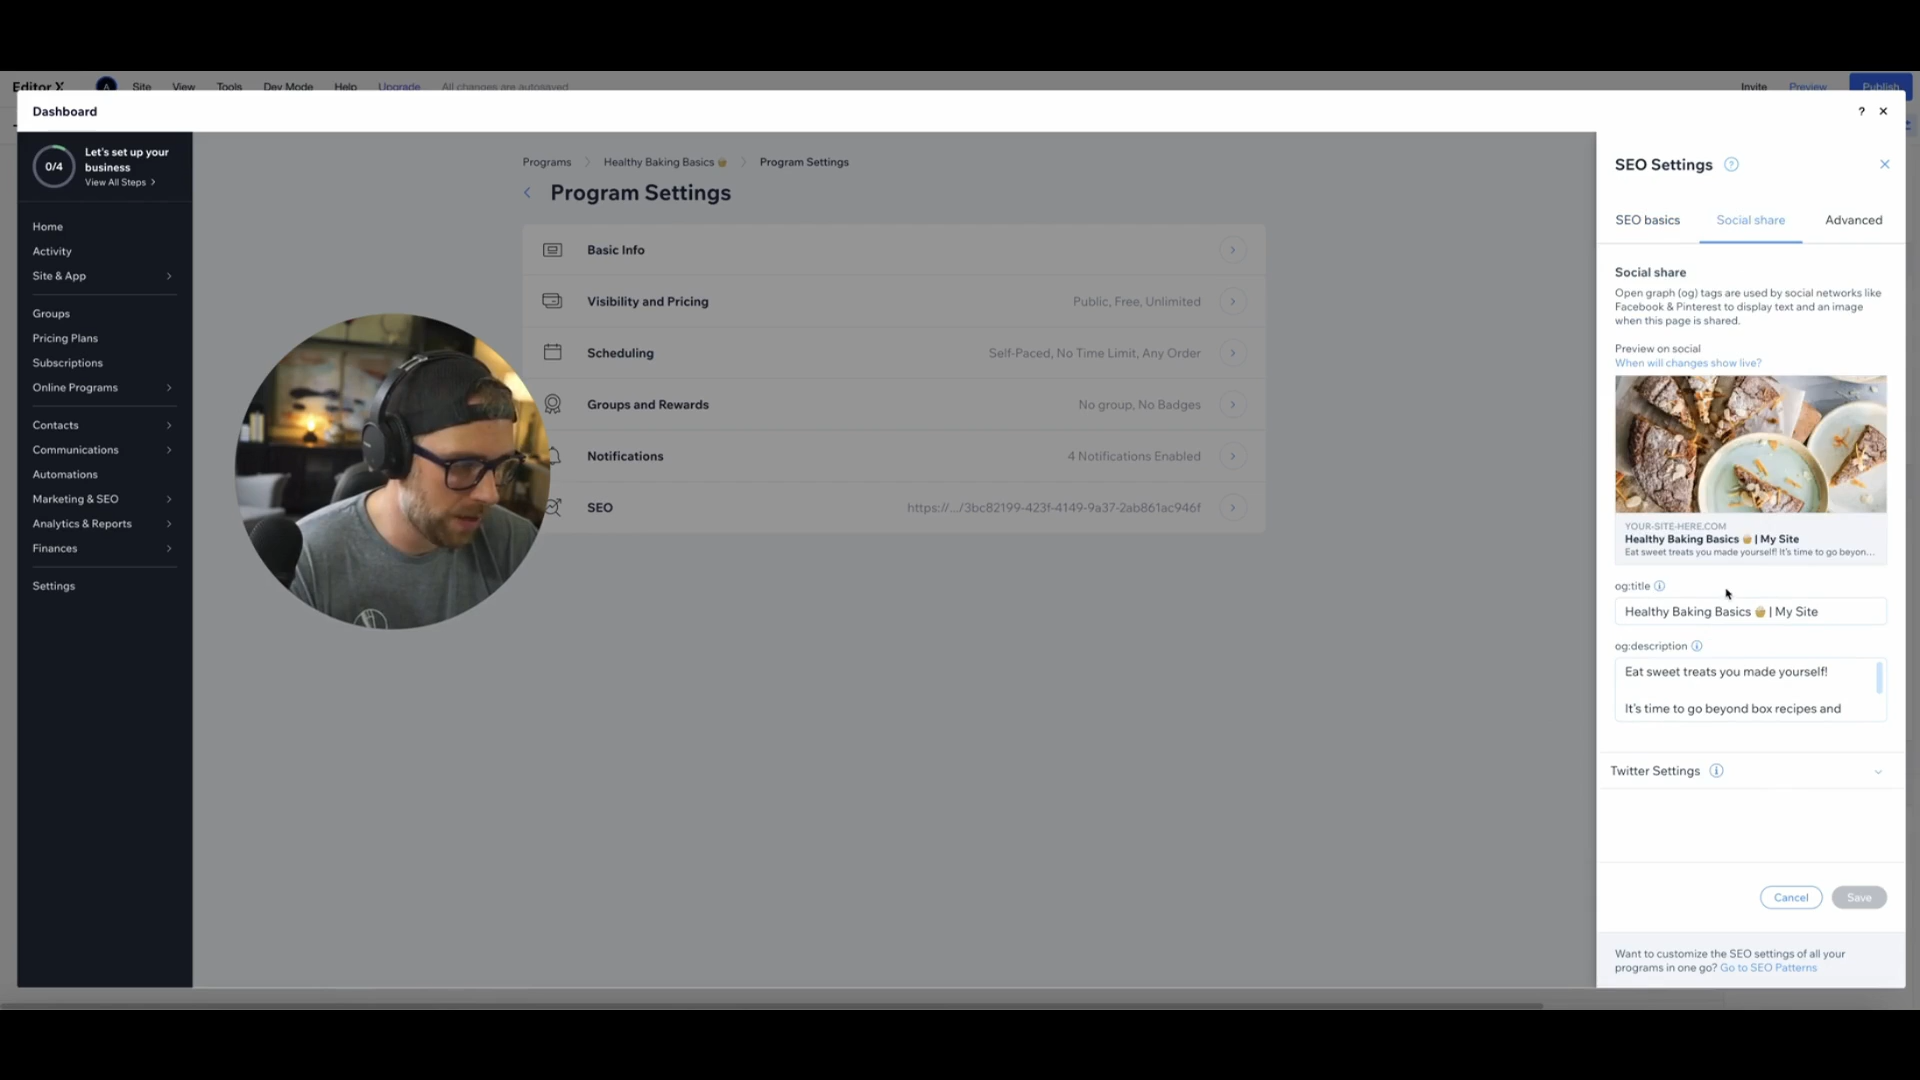 Editor X
Site
View
Tools
Dev Mode
Help
Upgrade
All changes are autosaved
Invite
Preview
Publish
Dashboard
?
0/4
Let's set up your
business
View All Steps
Home
Activity
Site & App
Groups
Pricing Plans
Subscriptions
Online Programs
Contacts
Communications
Automations
Marketing & SEO
Analytics & Reports
Finances
Settings
Programs
Healthy Baking Basics 🧁
Program Settings
Program Settings
Basic Info
Visibility and Pricing
Public, Free, Unlimited
Scheduling
Self-Paced, No Time Limit, Any Order
Groups and Rewards
No group, No Badges
Notifications
4 Notifications Enabled
SEO
https://.../3bc82199-423f-4149-9a37-2ab861ac946f
SEO Settings
SEO basics
Social share
Advanced
Social share
Open graph (og) tags are used by social networks like
Facebook & Pinterest to display text and an image
when this page is shared.
Preview on social
When will changes show live?
YOUR-SITE-HERE.COM
Healthy Baking Basics 🧁 | My Site
Eat sweet treats you made yourself! It's time to go beyon...
og:title
Healthy Baking Basics 🧁 | My Site
og:description
Eat sweet treats you made yourself!
It's time to go beyond box recipes and
Twitter Settings
Cancel
Save
Want to customize the SEO settings of all your
programs in one go? Go to SEO Patterns